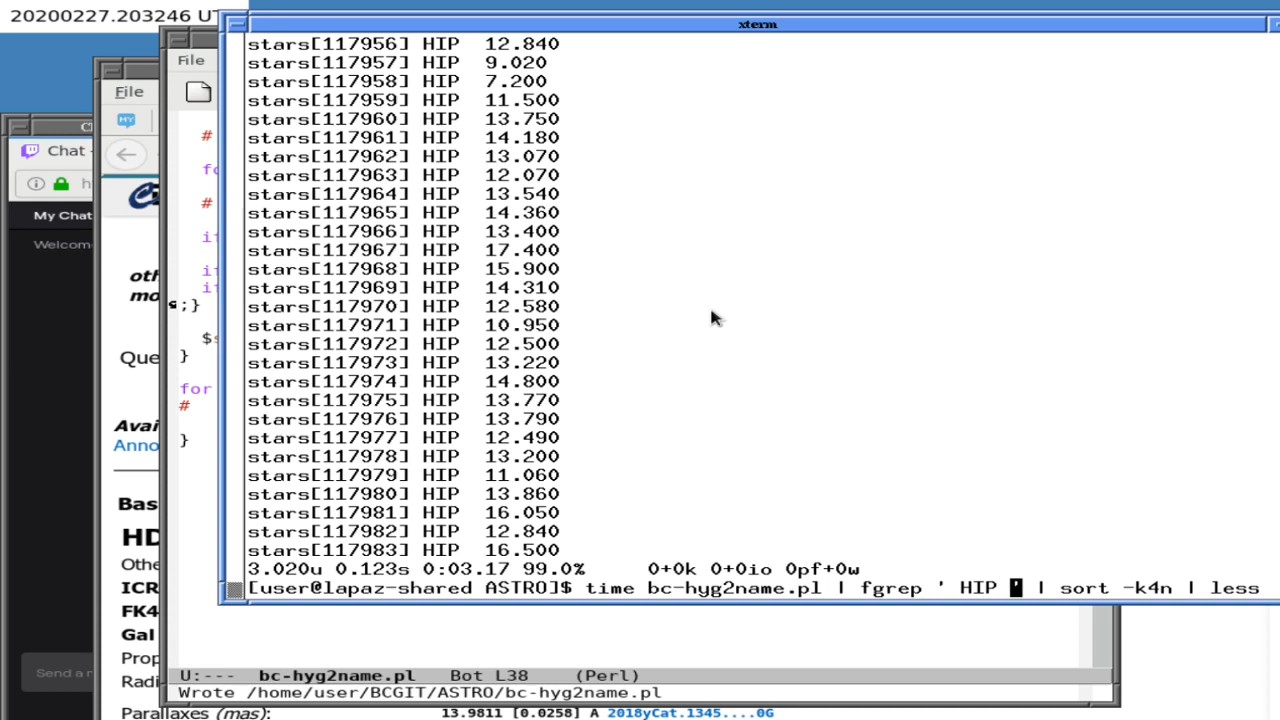 20200227.203246 UT
xterm
stars[117956] HIP  12.840
stars[117957] HIP  9.020
stars[117958] HIP  7.200
stars[117959] HIP  11.500
stars[117960] HIP  13.750
stars[117961] HIP  14.180
stars[117962] HIP  13.070
stars[117963] HIP  12.070
stars[117964] HIP  13.540
stars[117965] HIP  14.360
stars[117966] HIP  13.400
stars[117967] HIP  17.400
stars[117968] HIP  15.900
stars[117969] HIP  14.310
stars[117970] HIP  12.580
stars[117971] HIP  10.950
stars[117972] HIP  12.500
stars[117973] HIP  13.220
stars[117974] HIP  14.800
stars[117975] HIP  13.770
stars[117976] HIP  13.790
stars[117977] HIP  12.490
stars[117978] HIP  13.200
stars[117979] HIP  11.060
stars[117980] HIP  13.860
stars[117981] HIP  16.050
stars[117982] HIP  12.840
stars[117983] HIP  16.500
3.020u 0.123s 0:03.17 99.0%     0+0k 0+0io 0pf+0w
[user@lapaz-shared ASTRO]$ time bc-hyg2name.pl | fgrep ' HIP ' | sort -k4n | less
File
#
fo
#
if
if
if
;}
$s
}
for
#
}
U:---  bc-hyg2name.pl   Bot L38    (Perl)
Wrote /home/user/BCGIT/ASTRO/bc-hyg2name.pl
File
MY
oth
mo
Que
Avai
Anno
Bas
HD
Othe
ICR
FK4
Gal
Prop
Radi
Parallaxes (mas):
13.9811 [0.0258] A 2018yCat.1345....0G
Chat
h
My Chat
Welcom
Send a